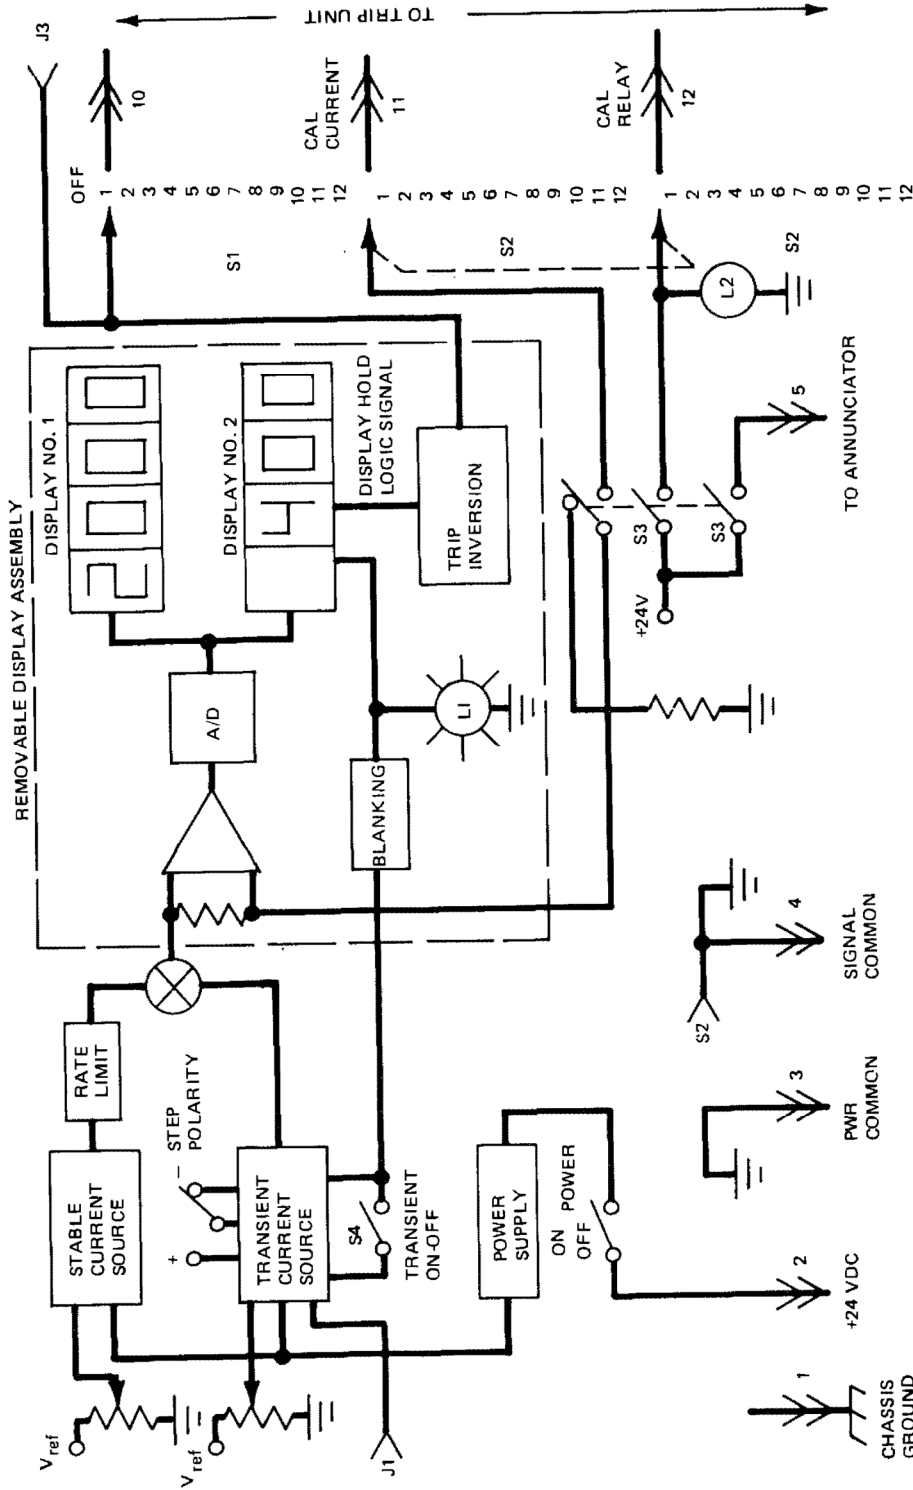 REMOVABLE DISPLAY ASSEMBLY
DISPLAY NO. 1
2000
DISPLAY NO. 2
400
DISPLAY HOLD
LOGIC SIGNAL
TRIP
INVERSION
A/D
BLANKING
L1
STABLE
CURRENT
SOURCE
RATE
LIMIT
+
−
STEP
POLARITY
TRANSIENT
CURRENT
SOURCE
S4
TRANSIENT
ON-OFF
POWER
SUPPLY
ON
OFF
POWER
Vref
Vref
J1
J3
OFF
1
2
3
4
5
6
7
8
9
10
11
12
S1
10
TO TRIP UNIT
CAL
CURRENT
11
1
2
3
4
5
6
7
8
9
10
11
12
S2
CAL
RELAY
12
1
2
3
4
5
6
7
8
9
10
11
12
S2
L2
+24V
S3
S3
5
TO ANNUNCIATOR
CHASSIS
GROUND
1
+24 VDC
2
PWR
COMMON
3
SIGNAL
COMMON
4
S2